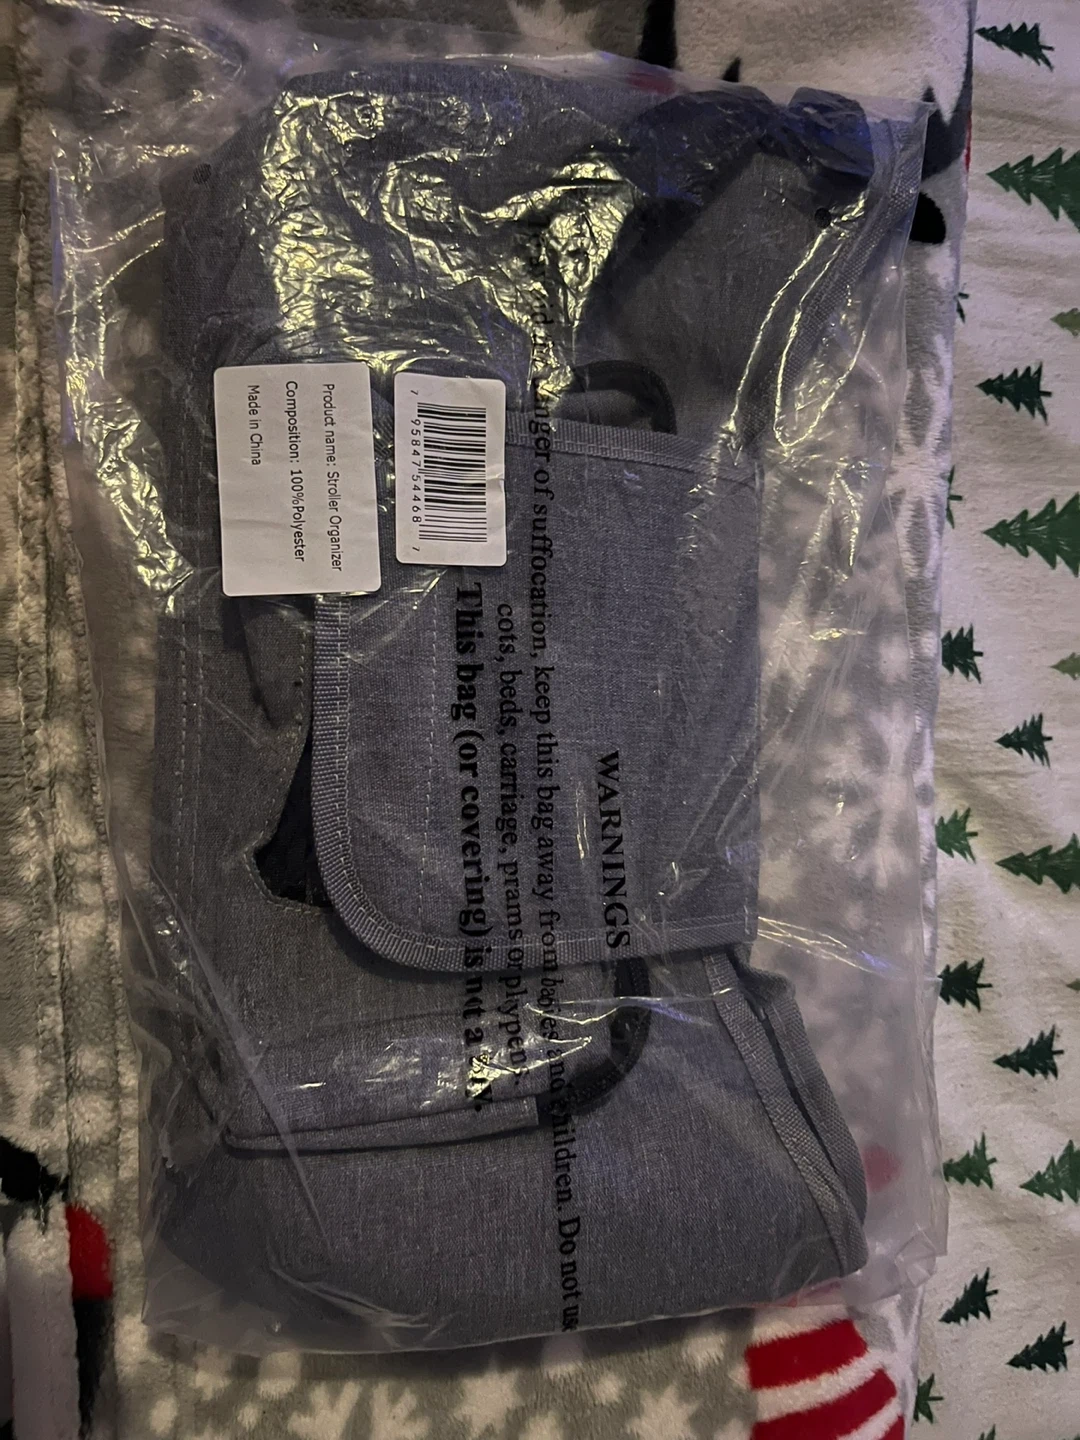 Product name: Stroller Organizer
Composition: 100%Polyester
Made in China
7 95847 54468 7
WARNINGS
danger of suffocation, keep this bag away from babies and children. Do not use
cots, beds, carriage, prams or plypens.
This bag (or covering) is not a toy.